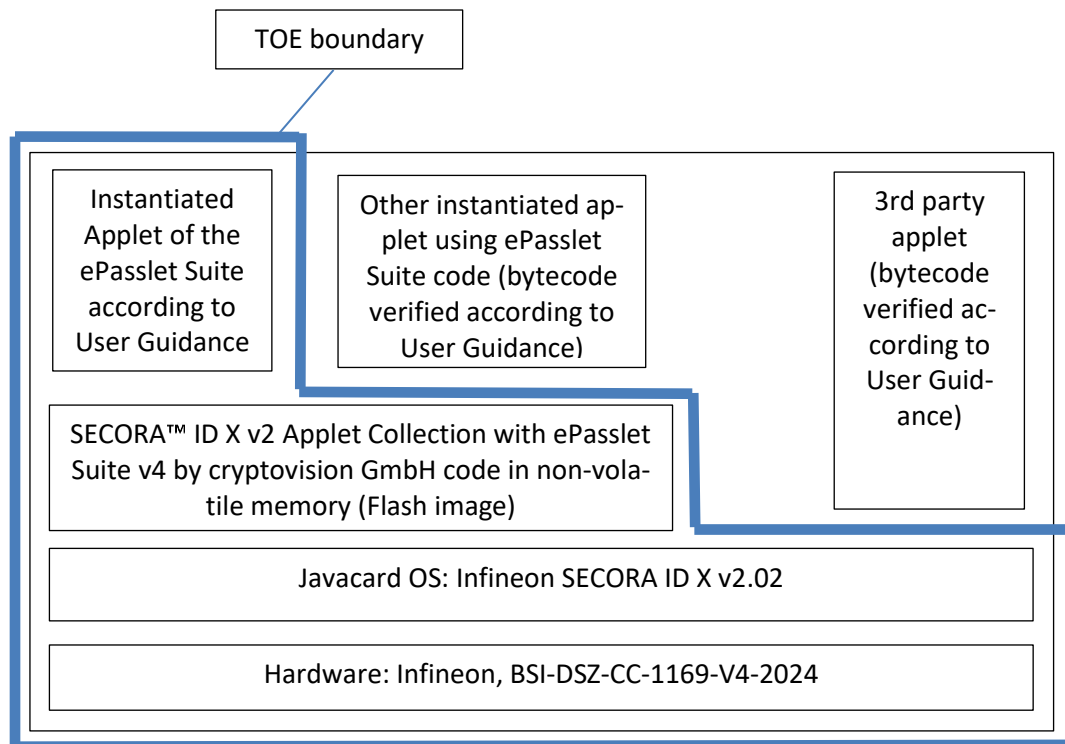 TOE boundary
Instantiated
Applet of the
ePasslet Suite
according to
User Guidance
Other instantiated ap-
plet using ePasslet
Suite code (bytecode
verified according to
User Guidance)
3rd party
applet
(bytecode
verified ac-
cording to
User Guid-
ance)
SECORA™ ID X v2 Applet Collection with ePasslet
Suite v4 by cryptovision GmbH code in non-vola-
tile memory (Flash image)
Javacard OS: Infineon SECORA ID X v2.02
Hardware: Infineon, BSI-DSZ-CC-1169-V4-2024